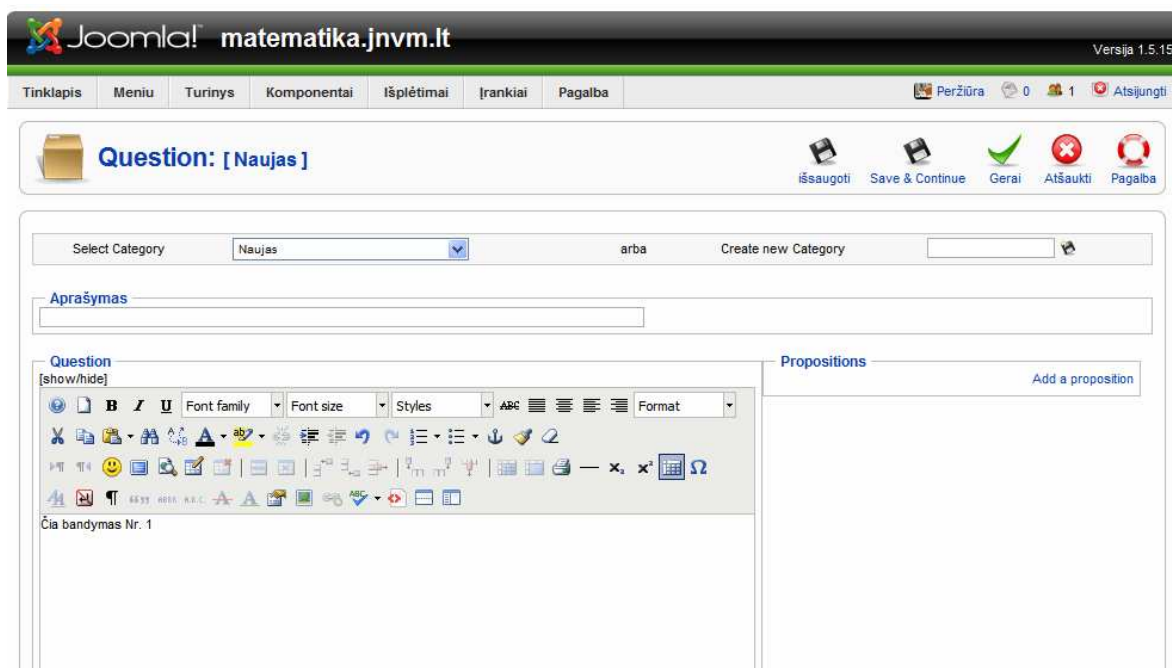 Joomla! matematika.jnvm.lt
Versija 1.5.15
Tinklapis Meniu Turinys Komponentai Išplėtimai Įrankiai Pagalba Peržiūra 0 1 Atsijungti
Question: [ Naujas ]
išsaugoti Save & Continue Gerai Atšaukti Pagalba
Select Category Naujas arba Create new Category
Aprašymas
Question
[show/hide]
Propositions
Add a proposition
B I U Font family Font size Styles ABC Format
Čia bandymas Nr. 1